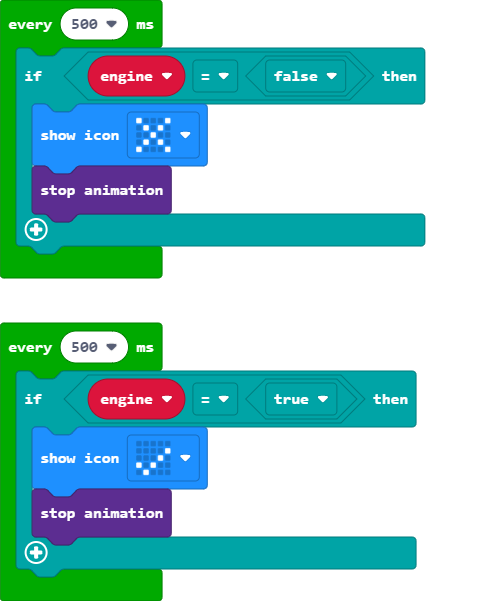 every 500 ms
if engine = false then
show icon
stop animation
every 500 ms
if engine = true then
show icon
stop animation